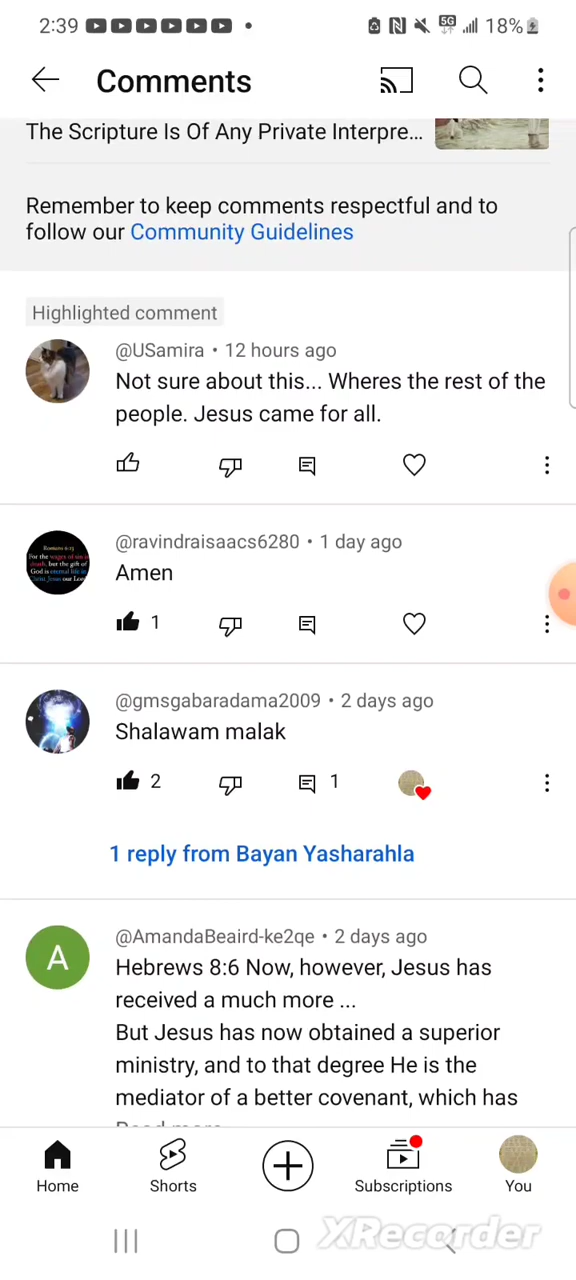 2:39
5G
18%
Comments
The Scripture Is Of Any Private Interpre...
Remember to keep comments respectful and to
follow our Community Guidelines
Highlighted comment
@USamira • 12 hours ago
Not sure about this... Wheres the rest of the
people. Jesus came for all.
@ravindraisaacs6280 • 1 day ago
Amen
1
@gmsgabaradama2009 • 2 days ago
Shalawam malak
2
1
1 reply from Bayan Yasharahla
A
@AmandaBeaird-ke2qe • 2 days ago
Hebrews 8:6 Now, however, Jesus has
received a much more ...
But Jesus has now obtained a superior
ministry, and to that degree He is the
mediator of a better covenant, which has
Home
Shorts
Subscriptions
You
XRecorder